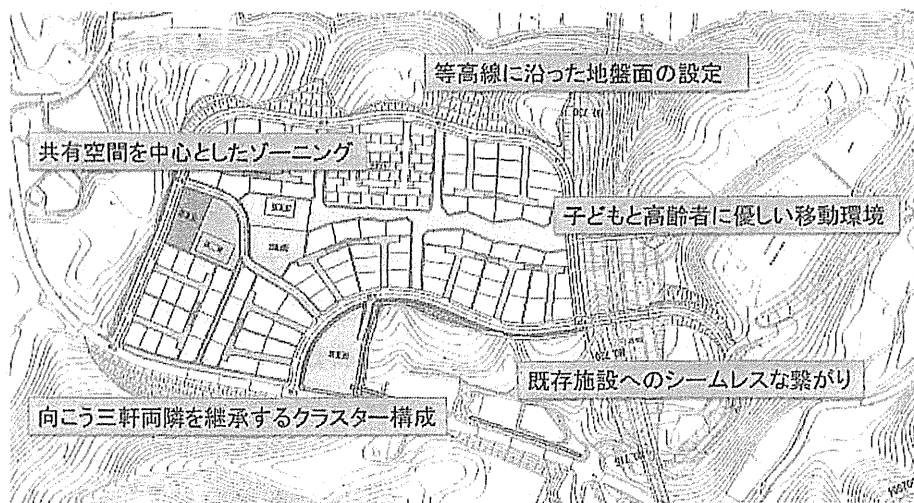 等高線に沿った地盤面の設定
共有空間を中心としたゾーニング
子どもと高齢者に優しい移動環境
既存施設へのシームレスな繋がり
向こう三軒両隣を継承するクラスター構成